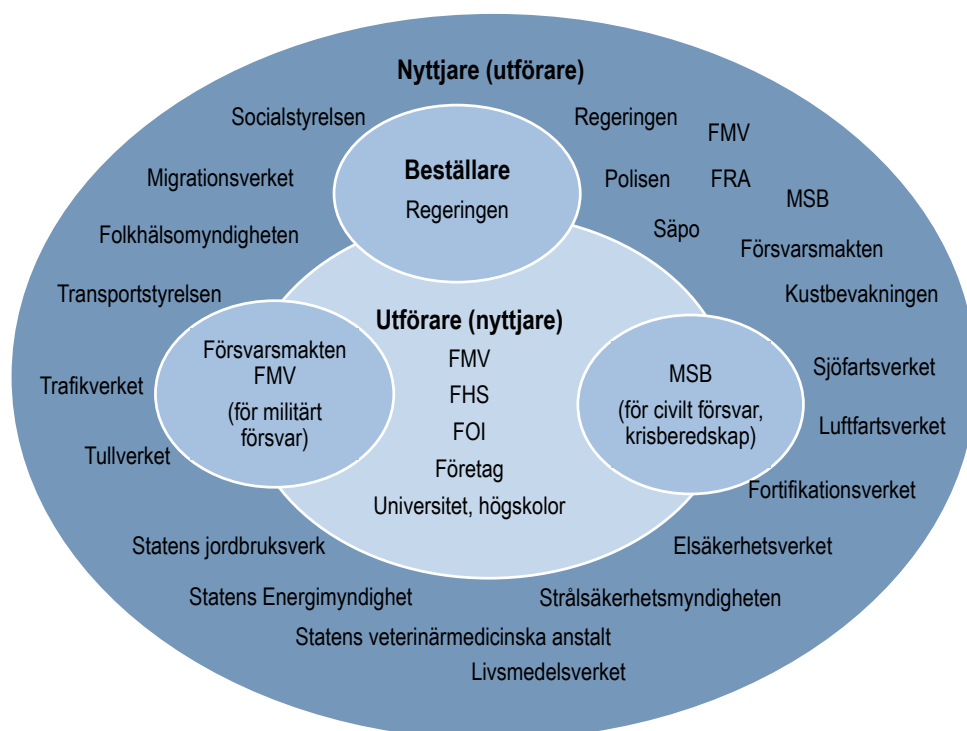 Nyttjare (utförare)
Socialstyrelsen
Migrationsverket
Folkhälsomyndigheten
Transportstyrelsen
Trafikverket
Tullverket
Regeringen
FMV
Polisen
FRA
MSB
Säpo
Försvarsmakten
Kustbevakningen
Sjöfartsverket
Luftfartsverket
Fortifikationsverket
Beställare
Regeringen
Försvarsmakten
FMV
(för militärt
försvar)
Utförare (nyttjare)
FMV
FHS
FOI
Företag
Universitet, högskolor
MSB
(för civilt försvar,
krisberedskap)
Statens jordbruksverk
Elsäkerhetsverket
Statens Energimyndighet
Strålsäkerhetsmyndigheten
Statens veterinärmedicinska anstalt
Livsmedelsverket